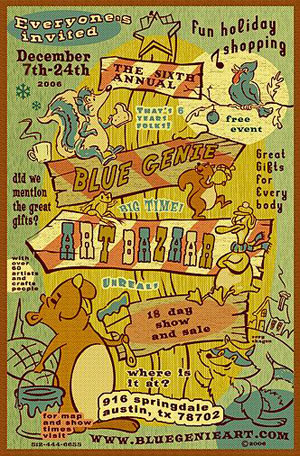 Everyone's
invited
Fun holiday
shopping
December
7th-24th
2006
THE SIXTH
ANNUAL
THAT'S 6
YEARS
FOLKS!
free
event
BLUE GENIE
Great
Gifts
for
Every
body
did we
mention
the great
gifts?
BIG TIME!
ART BAZAAR
with
over
60
artists
and
crafts
people
UNREAL!
18 day
show
and sale
where is
it at?
916 springdale
austin, tx 78702
for map
and show
times
visit
512-444-6655
WWW.BLUEGENIEART.COM
©2006